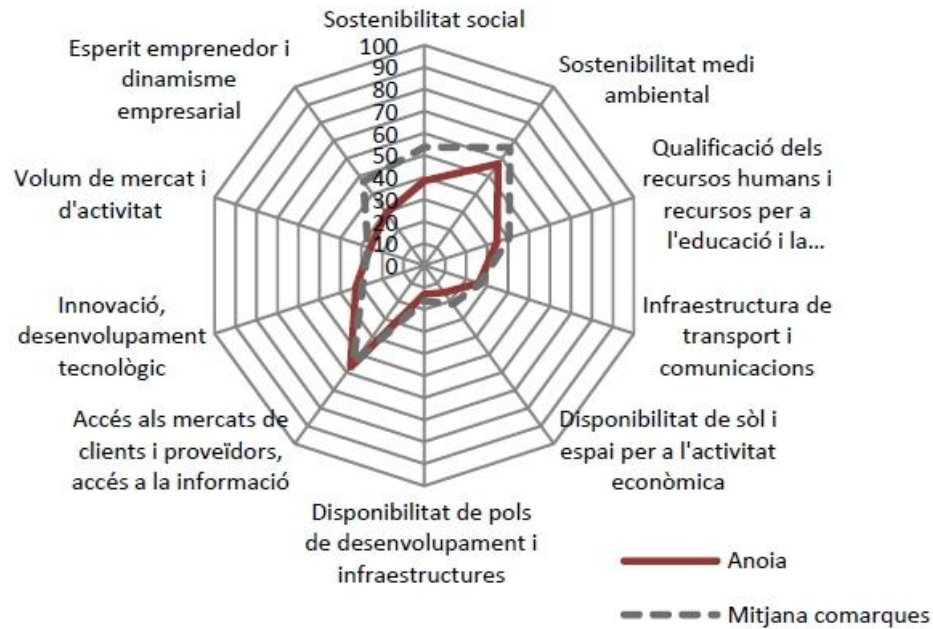 Sostenibilitat social
Esperit emprenedor i
dinamisme
empresarial
Sostenibilitat medi
ambiental
100
90
80
70
60
50
40
30
20
10
0
Volum de mercat i
d'activitat
Qualificació dels
recursos humans i
recursos per a
l'educació i la...
Innovació,
desenvolupament
tecnològic
Infraestructura de
transport i
comunicacions
Accés als mercats de
clients i proveïdors,
accés a la informació
Disponibilitat de sòl i
espai per a l'activitat
econòmica
Disponibilitat de pols
de desenvolupament i
infraestructures
Anoia
Mitjana comarques